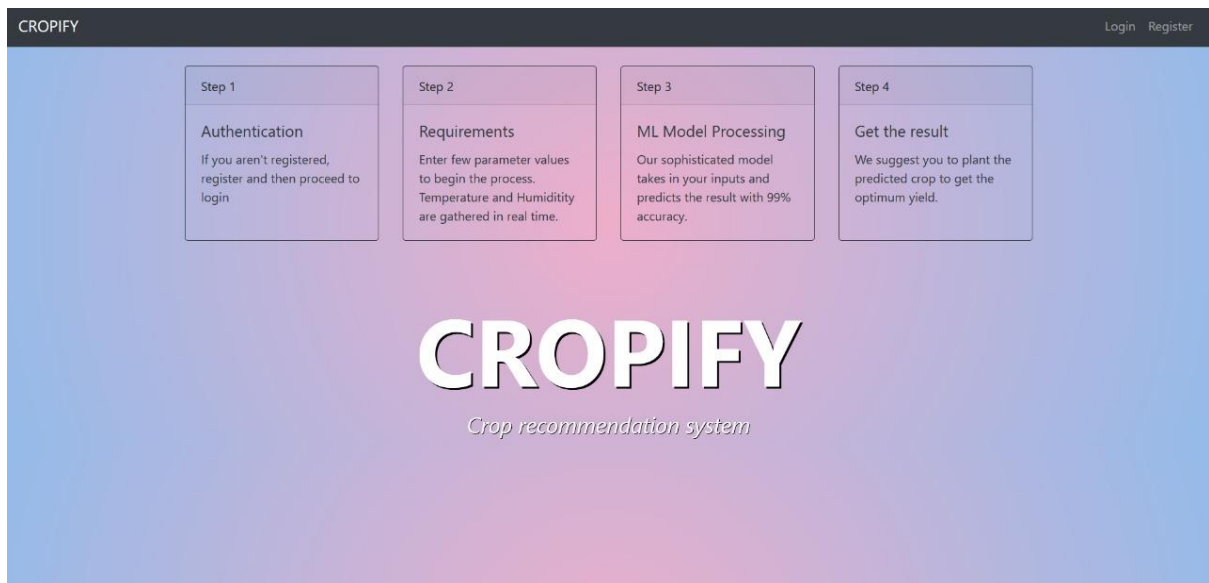 CROPIFY
Login Register
Step 1
Authentication
If you aren't registered,
register and then proceed to
login
Step 2
Requirements
Enter few parameter values
to begin the process.
Temperature and Humiditity
are gathered in real time.
Step 3
ML Model Processing
Our sophisticated model
takes in your inputs and
predicts the result with 99%
accuracy.
Step 4
Get the result
We suggest you to plant the
predicted crop to get the
optimum yield.
CROPIFY
Crop recommendation system